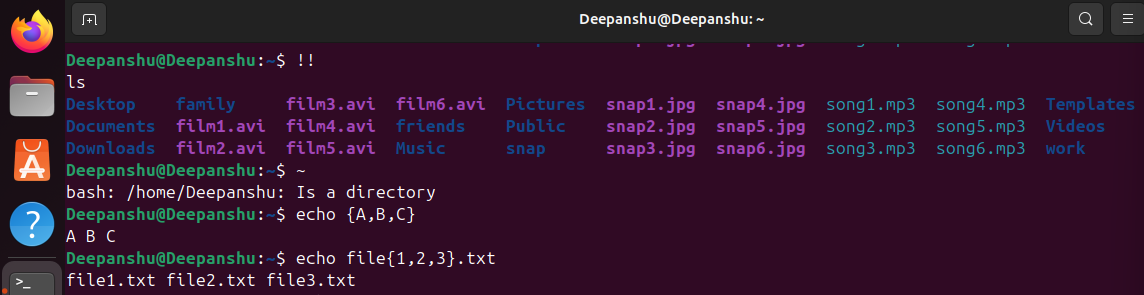 Deepanshu@Deepanshu: ~
Deepanshu@Deepanshu:~$ !!
ls
Desktop family film3.avi film6.avi Pictures snap1.jpg snap4.jpg song1.mp3 song4.mp3 Templates
Documents film1.avi film4.avi friends Public snap2.jpg snap5.jpg song2.mp3 song5.mp3 Videos
Downloads film2.avi film5.avi Music snap snap3.jpg snap6.jpg song3.mp3 song6.mp3 work
Deepanshu@Deepanshu:~$ ~
bash: /home/Deepanshu: Is a directory
Deepanshu@Deepanshu:~$ echo {A,B,C}
A B C
Deepanshu@Deepanshu:~$ echo file{1,2,3}.txt
file1.txt file2.txt file3.txt